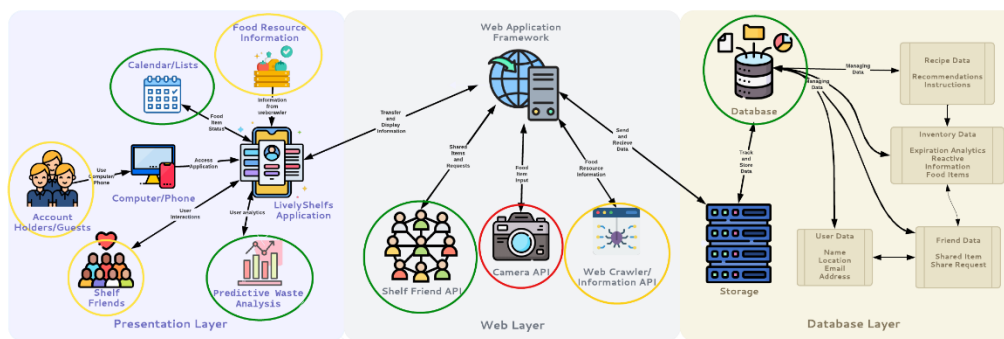 Food Resource
Information
Calendar/Lists
Information
from
webcrawler
Food
Item
Status
Use
Computer/
Phone
Access
Application
Computer/Phone
LivelyShelfs
Application
Account
Holders/Guests
User
Interactions
User analytics
Shelf
Friends
Predictive Waste
Analysis
Presentation Layer
Transfer
and
Display
Information
Web Application
Framework
Shared
Items
and
Requests
Food
Item
Input
Food
Resource
Information
Send
and
Recieve
Data
Shelf Friend API
Camera API
Web Crawler/
Information API
Web Layer
Database
Managing
Data
Managing
Data
Track
and
Store
Data
Storage
Recipe Data
Recommendations
Instructions
Inventory Data
Expiration Analytics
Reactive
Information
Food Items
User Data
Name
Location
Email
Address
Friend Data
Shared Item
Share Request
Database Layer